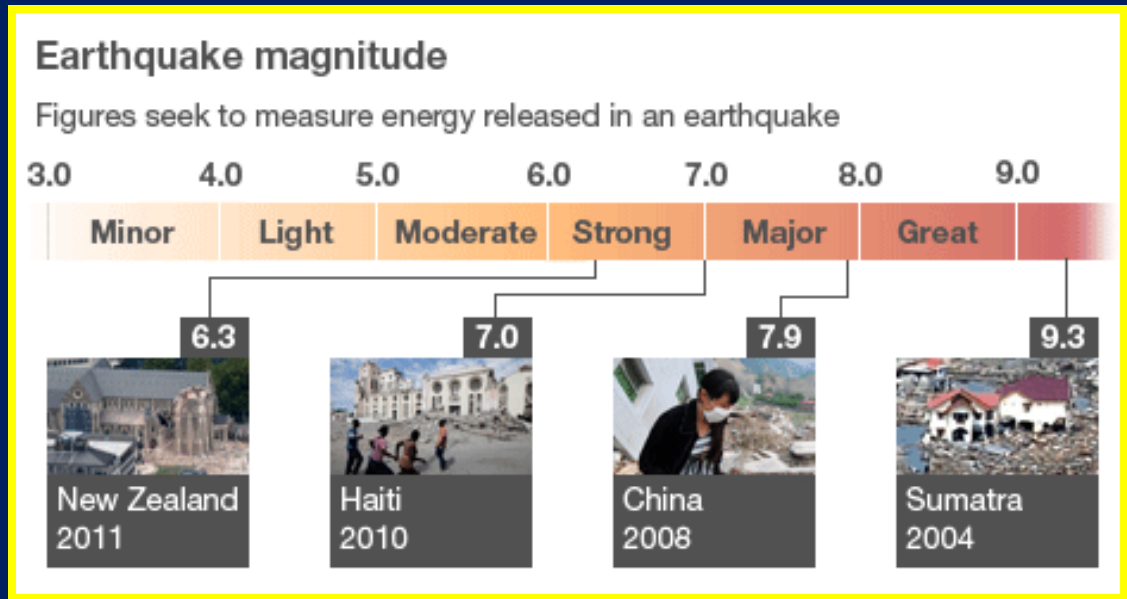 Earthquake magnitude
Figures seek to measure energy released in an earthquake
3.0 4.0 5.0 6.0 7.0 8.0 9.0
Minor Light Moderate Strong Major Great
6.3 7.0 7.9 9.3
New Zealand Haiti China Sumatra
2011 2010 2008 2004